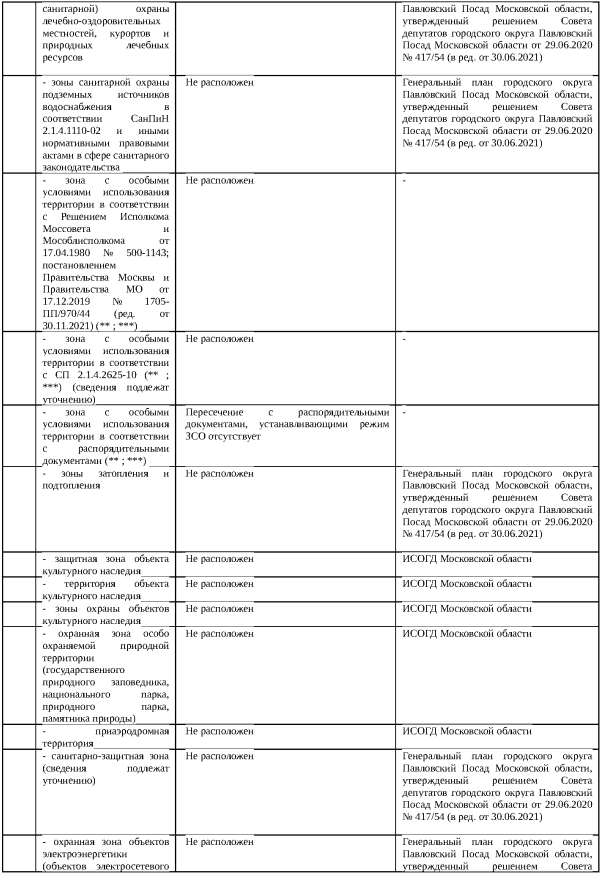 санитарной) охраны
лечебно-оздоровительных
местностей, курортов и
природных лечебных
ресурсов
Павловский Посад Московской области,
утвержденный решением Совета
депутатов городского округа Павловский
Посад Московской области от 29.06.2020
№ 417/54 (в ред. от 30.06.2021)
- зоны санитарной охраны
подземных источников
водоснабжения в
соответствии СанПиН
2.1.4.1110-02 и иными
нормативными правовыми
актами в сфере санитарного
законодательства
Не расположен
Генеральный план городского округа
Павловский Посад Московской области,
утвержденный решением Совета
депутатов городского округа Павловский
Посад Московской области от 29.06.2020
№ 417/54 (в ред. от 30.06.2021)
- зона с особыми
условиями использования
территории в соответствии
с Решением Исполкома
Моссовета и
Мособлисполкома от
17.04.1980 № 500-1143;
постановлением
Правительства Москвы и
Правительства МО от
17.12.2019 № 1705-
ПП/970/44 (ред. от
30.11.2021) (** ; ***)
Не расположен
-
- зона с особыми
условиями использования
территории в соответствии
с СП 2.1.4.2625-10 (** ;
***) (сведения подлежат
уточнению)
Не расположен
-
- зона с особыми
условиями использования
территории в соответствии
с распорядительными
документами (** ; ***)
Пересечение с распорядительными
документами, устанавливающими режим
ЗСО отсутствует
-
- зоны затопления и
подтопления
Не расположен
Генеральный план городского округа
Павловский Посад Московской области,
утвержденный решением Совета
депутатов городского округа Павловский
Посад Московской области от 29.06.2020
№ 417/54 (в ред. от 30.06.2021)
- защитная зона объекта
культурного наследия
Не расположен
ИСОГД Московской области
- территория объекта
культурного наследия
Не расположен
ИСОГД Московской области
- зоны охраны объектов
культурного наследия
Не расположен
ИСОГД Московской области
- охранная зона особо
охраняемой природной
территории
(государственного
природного заповедника,
национального парка,
природного парка,
памятника природы)
Не расположен
ИСОГД Московской области
- приаэродромная
территория
Не расположен
ИСОГД Московской области
- санитарно-защитная зона
(сведения подлежат
уточнению)
Не расположен
Генеральный план городского округа
Павловский Посад Московской области,
утвержденный решением Совета
депутатов городского округа Павловский
Посад Московской области от 29.06.2020
№ 417/54 (в ред. от 30.06.2021)
- охранная зона объектов
электроэнергетики
(объектов электросетевого
Не расположен
Генеральный план городского округа
Павловский Посад Московской области,
утвержденный решением Совета